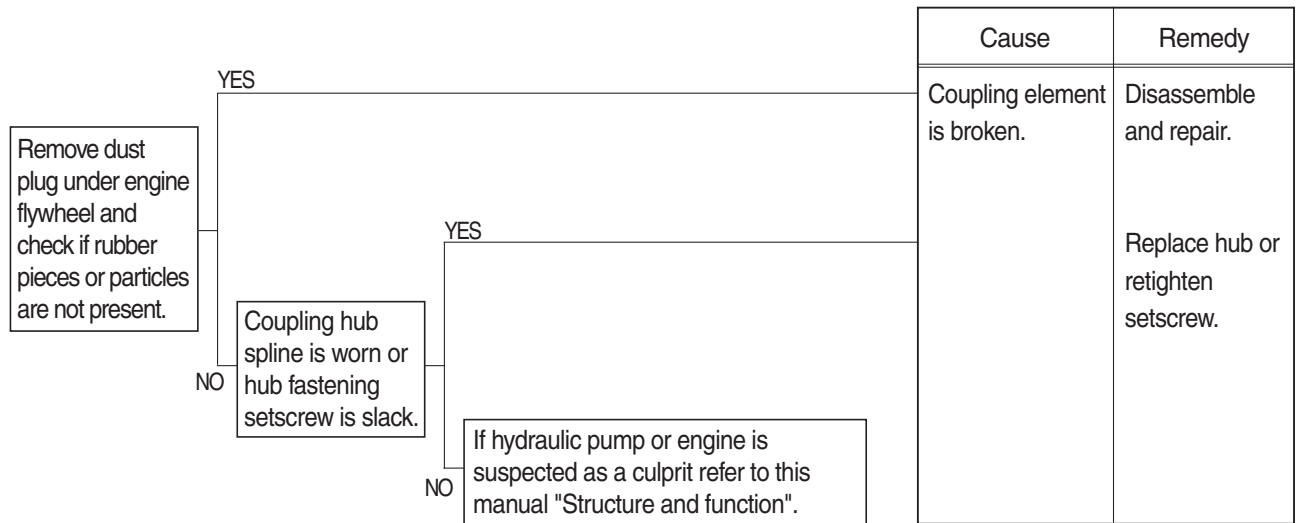 Cause
Remedy
YES
Coupling element
is broken.
Disassemble
and repair.
Remove dust
plug under engine
flywheel and
check if rubber
pieces or particles
are not present.
YES
Replace hub or
retighten
setscrew.
NO
Coupling hub
spline is worn or
hub fastening
setscrew is slack.
NO
If hydraulic pump or engine is
suspected as a culprit refer to this
manual "Structure and function".